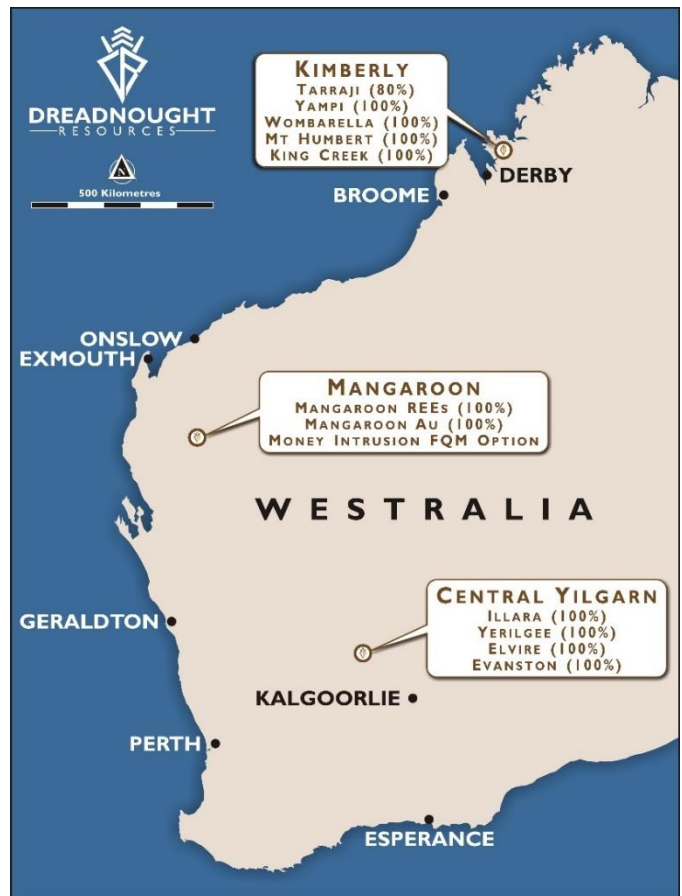 DREADNOUGHT
RESOURCES
500 Kilometres
KIMBERLY
TARRAJI (80%)
YAMPI (100%)
WOMBARELLA (100%)
MT HUMBERT (100%)
KING CREEK (100%)
DERBY
BROOME
ONSLOW
EXMOUTH
MANGAROON
MANGAROON REES (100%)
MANGAROON AU (100%)
MONEY INTRUSION FQM OPTION
WESTRALIA
CENTRAL YILGARN
ILLARA (100%)
YERILGEE (100%)
ELVIRE (100%)
EVANSTON (100%)
GERALDTON
KALGOORLIE
PERTH
ESPERANCE